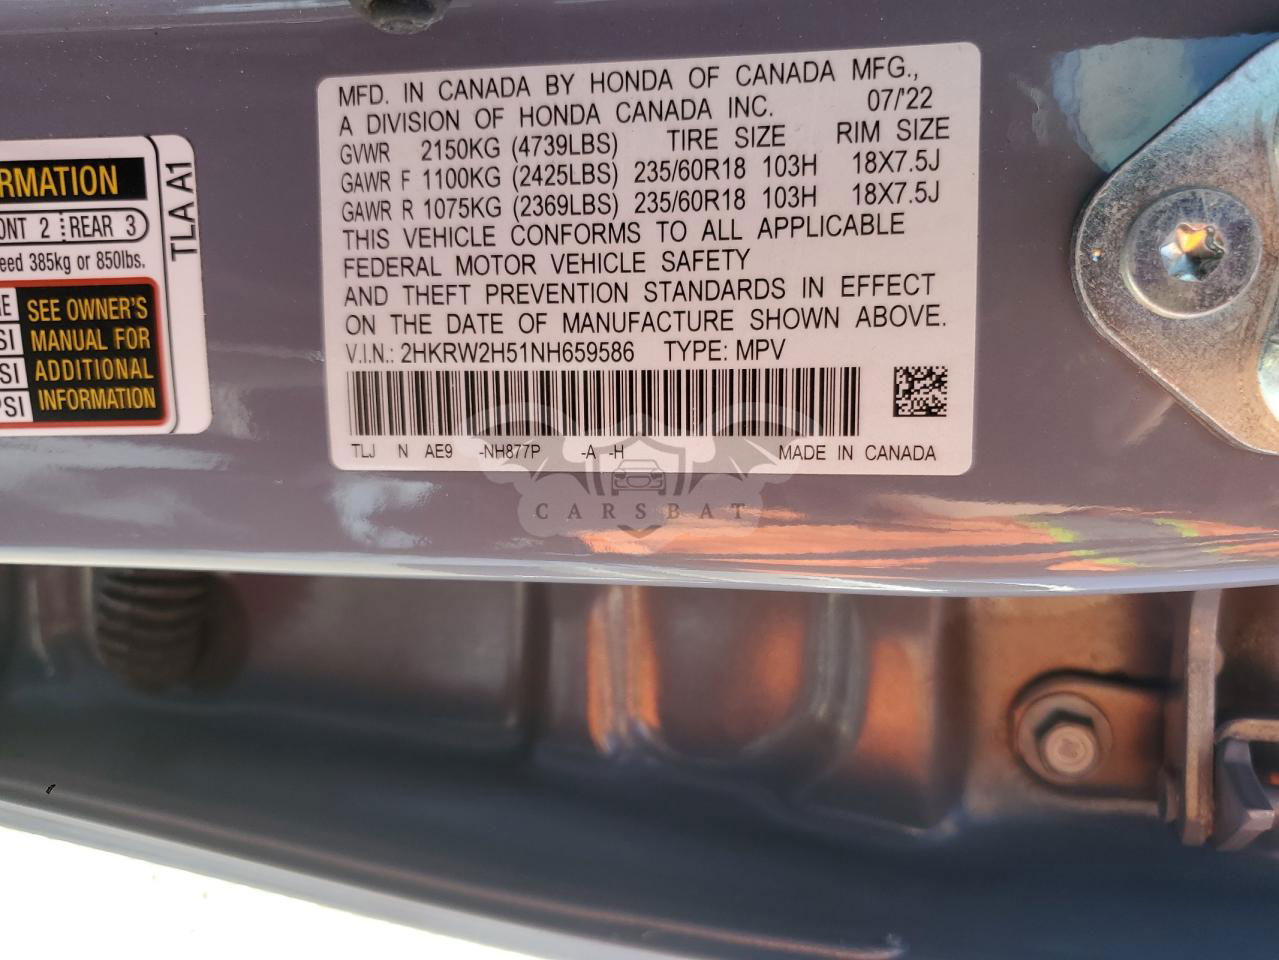 MFD. IN CANADA BY HONDA OF CANADA MFG.,
A DIVISION OF HONDA CANADA INC. 07/'22
GVWR 2150KG (4739LBS) TIRE SIZE RIM SIZE
GAWR F 1100KG (2425LBS) 235/60R18 103H 18X7.5J
GAWR R 1075KG (2369LBS) 235/60R18 103H 18X7.5J
THIS VEHICLE CONFORMS TO ALL APPLICABLE
FEDERAL MOTOR VEHICLE SAFETY
AND THEFT PREVENTION STANDARDS IN EFFECT
ON THE DATE OF MANUFACTURE SHOWN ABOVE.
V.I.N.: 2HKRW2H51NH659586 TYPE: MPV
TLJ N AE9 -NH877P -A -H MADE IN CANADA
RMATION
ONT 2 REAR 3
eed 385kg or 850lbs.
TLA A1
SEE OWNER'S
MANUAL FOR
ADDITIONAL
INFORMATION
E
SI
SI
PSI
CARSBAT